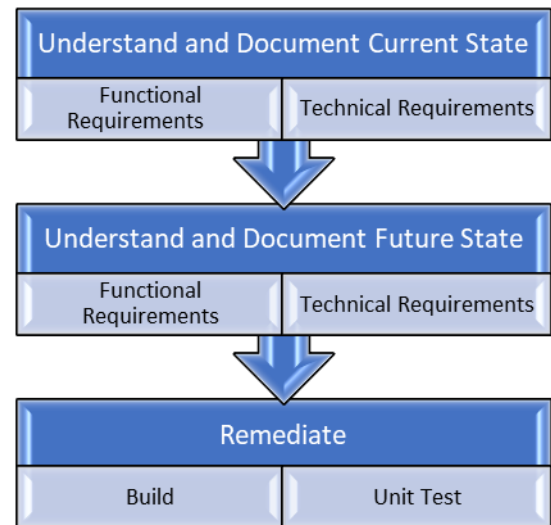 Understand and Document Current State
Functional
Requirements
Technical Requirements
Understand and Document Future State
Functional
Requirements
Technical Requirements
Remediate
Build
Unit Test